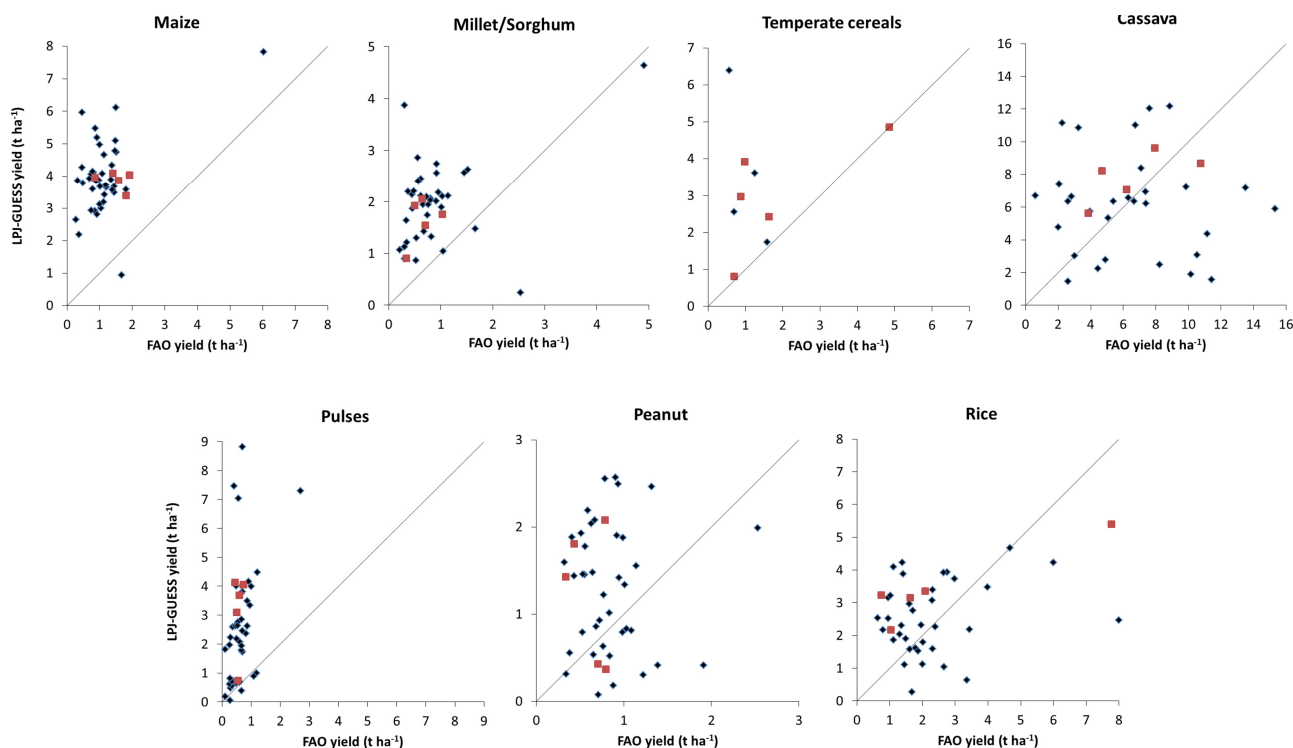 Maize
Millet/Sorghum
Temperate cereals
Cassava
LPJ-GUESS yield (t ha⁻¹)
8
7
6
5
4
3
2
1
0
0 1 2 3 4 5 6 7 8
FAO yield (t ha⁻¹)
5
4
3
2
1
0
0 1 2 3 4 5
FAO yield (t ha⁻¹)
7
6
5
4
3
2
1
0
0 1 2 3 4 5 6 7
FAO yield (t ha⁻¹)
16
14
12
10
8
6
4
2
0
0 2 4 6 8 10 12 14 16
FAO yield (t ha⁻¹)
Pulses
Peanut
Rice
LPJ-GUESS yield (t ha⁻¹)
9
8
7
6
5
4
3
2
1
0
0 1 2 3 4 5 6 7 8 9
FAO yield (t ha⁻¹)
3
2
1
0
0 1 2 3
FAO yield (t ha⁻¹)
8
7
6
5
4
3
2
1
0
0 1 2 3 4 5 6 7 8
FAO yield (t ha⁻¹)